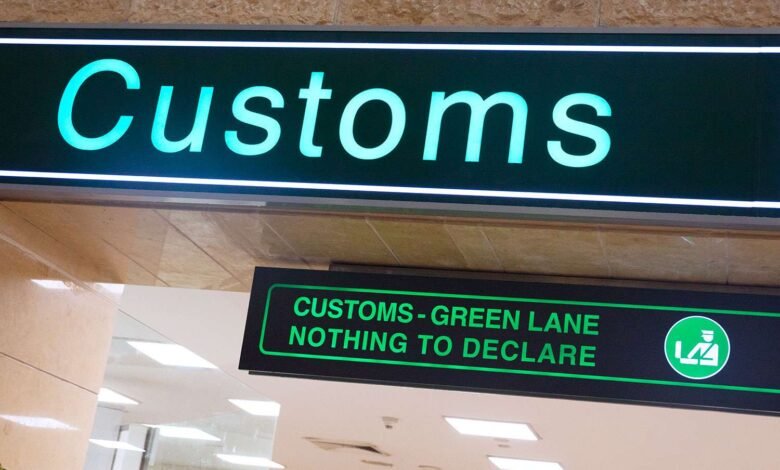 Customs
CUSTOMS - GREEN LANE
NOTHING TO DECLARE